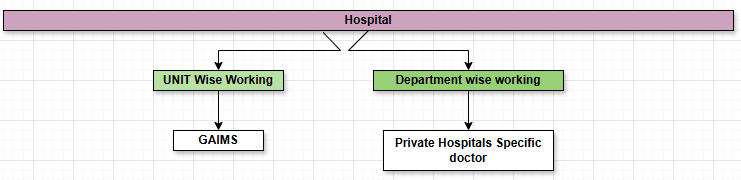 Hospital
UNIT Wise Working
Department wise working
GAIMS
Private Hospitals Specific
doctor